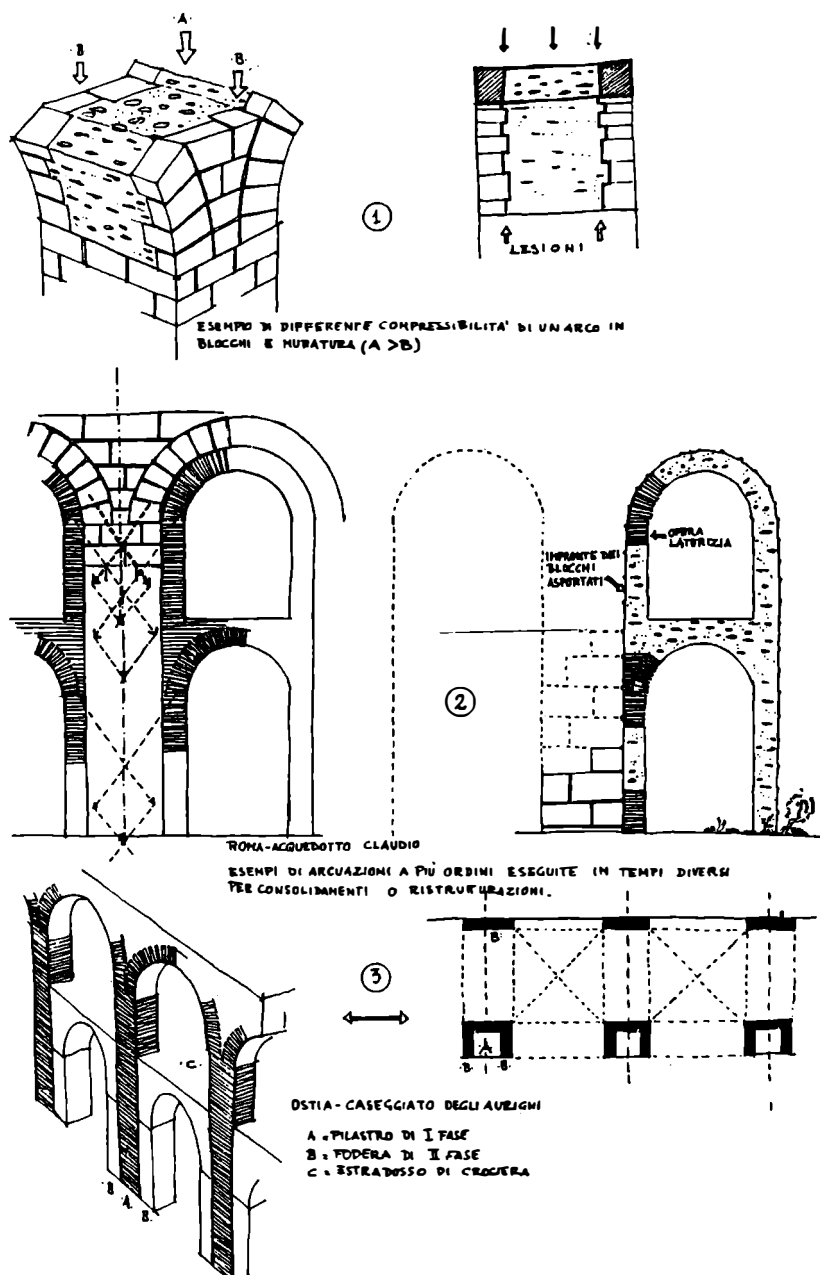 A
B
B
1
LESIONI
ESEMPIO DI DIFFERENTE COMPRESSIBILITA' DI UN ARCO IN
BLOCCHI E MURATURA (A >B)
OPERA
LATERIZIA
IMPRONTE DEI
BLOCCHI
ASPORTATI
2
ROMA-ACQUEDOTTO CLAUDIO
ESEMPI DI ARCUAZIONI A PIÙ ORDINI ESEGUITE IN TEMPI DIVERSI
PER CONSOLIDAMENTI O RISTRUTURAZIONI.
3
B
A
B B
C.
B A B
OSTIA-CASEGGIATO DEGLI AURIGHI
A = PILASTRO DI I FASE
B = FODERA DI II FASE
C = ESTRADOSSO DI CROCIERA